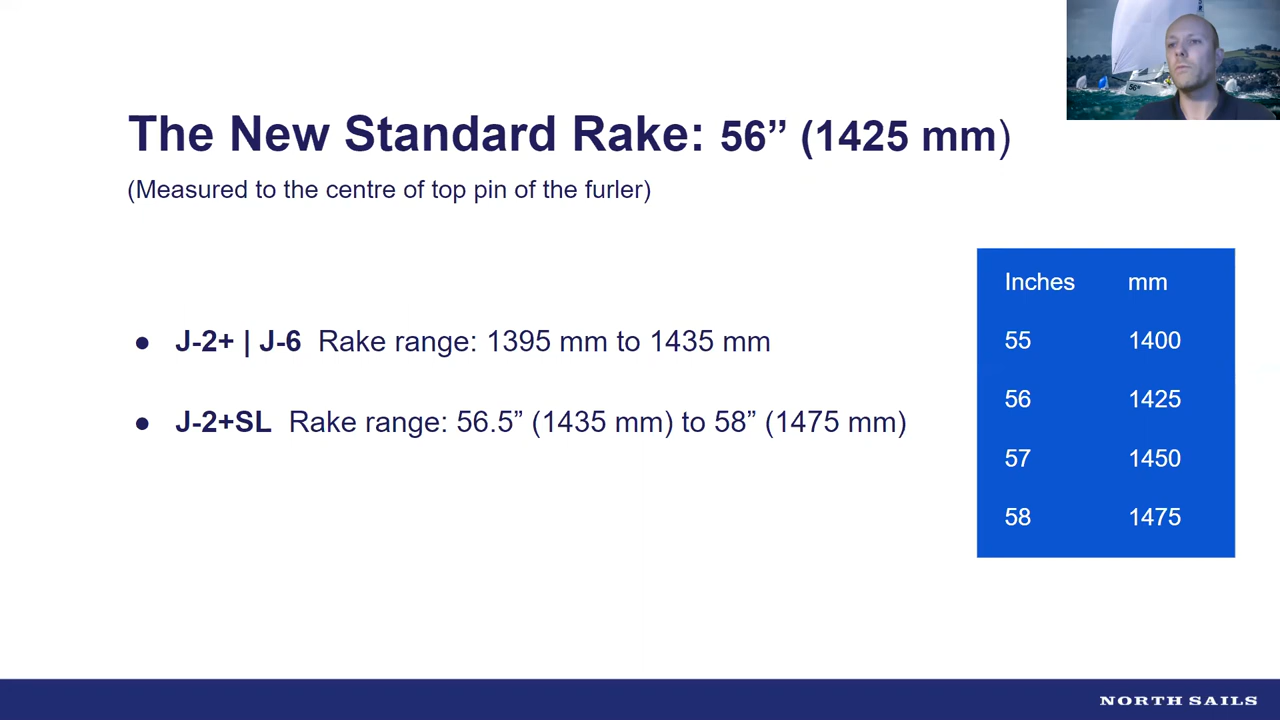 The New Standard Rake: 56” (1425 mm)
(Measured to the centre of top pin of the furler)
● J-2+ | J-6 Rake range: 1395 mm to 1435 mm
● J-2+SL Rake range: 56.5” (1435 mm) to 58” (1475 mm)
Inches mm
55 1400
56 1425
57 1450
58 1475
NORTH SAILS